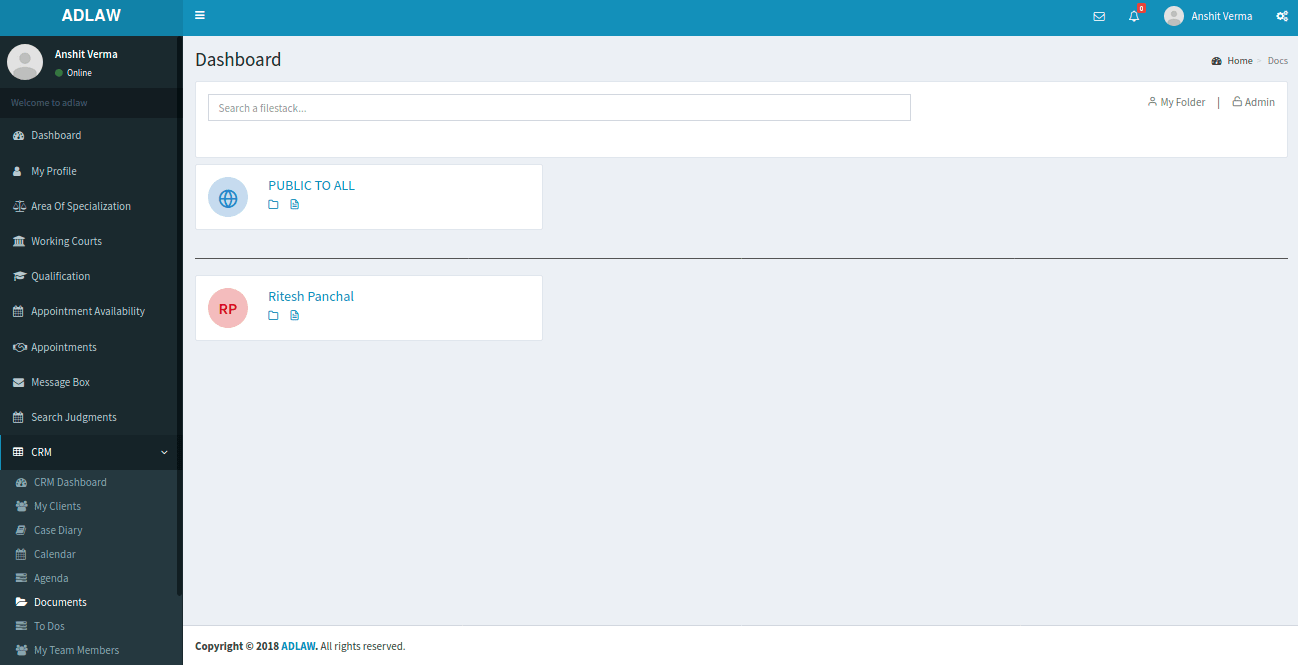 ADLAW
0
Anshit Verma
Anshit Verma
Online
Welcome to adlaw
Dashboard
My Profile
Area Of Specialization
Working Courts
Qualification
Appointment Availability
Appointments
Message Box
Search Judgments
CRM
CRM Dashboard
My Clients
Case Diary
Calendar
Agenda
Documents
To Dos
My Team Members
Dashboard
Home > Docs
Search a filestack...
My Folder | Admin
PUBLIC TO ALL
RP
Ritesh Panchal
Copyright © 2018 ADLAW. All rights reserved.